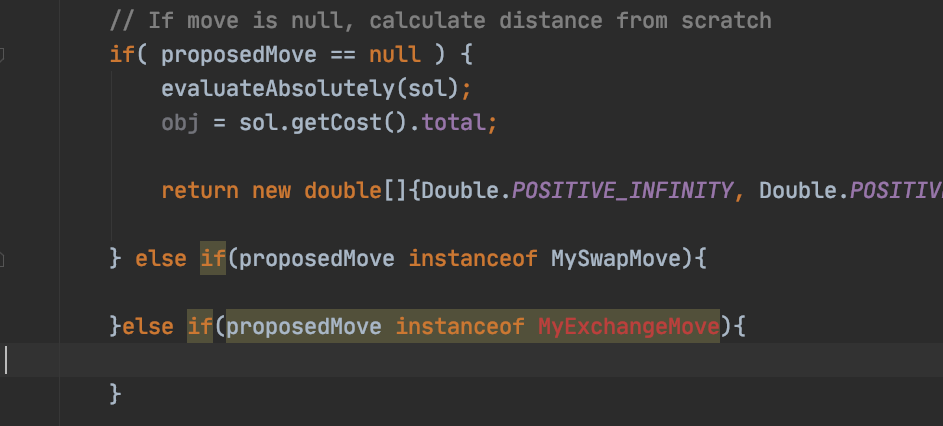 // If move is null, calculate distance from scratch
if( proposedMove == null ) {
evaluateAbsolutely(sol);
obj = sol.getCost().total;
return new double[]{Double.POSITIVE_INFINITY, Double.POSITIV
} else if(proposedMove instanceof MySwapMove){
}else if(proposedMove instanceof MyExchangeMove){
}